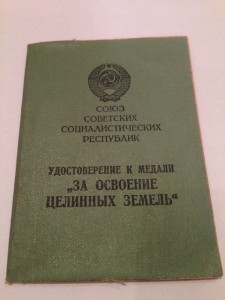 СОЮЗ
СОВЕТСКИХ
СОЦИАЛИСТИЧЕСКИХ
РЕСПУБЛИК
УДОСТОВЕРЕНИЕ К МЕДАЛИ
„ЗА ОСВОЕНИЕ
ЦЕЛИННЫХ ЗЕМЕЛЬ“